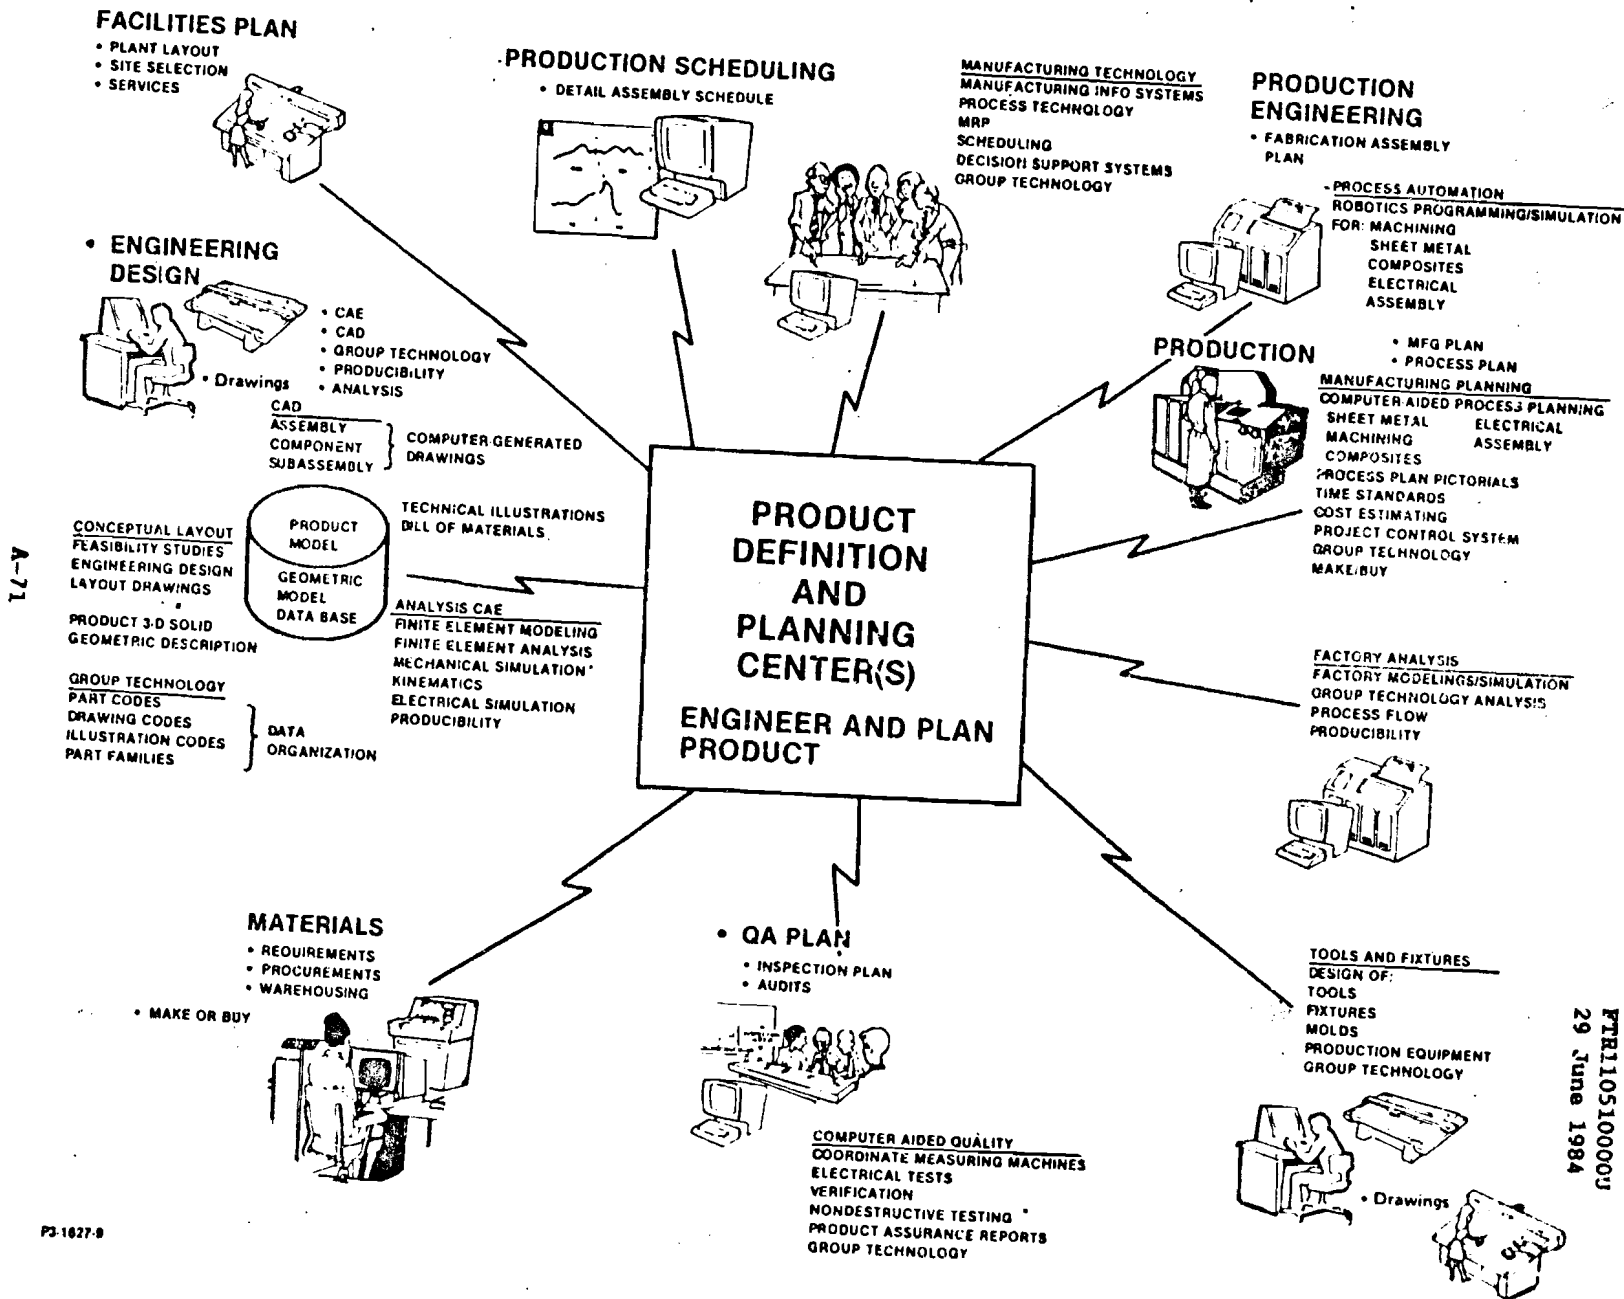 FACILITIES PLAN
• PLANT LAYOUT
• SITE SELECTION
• SERVICES
PRODUCTION SCHEDULING
• DETAIL ASSEMBLY SCHEDULE
MANUFACTURING TECHNOLOGY
MANUFACTURING INFO SYSTEMS
PROCESS TECHNOLOGY
MRP
SCHEDULING
DECISION SUPPORT SYSTEMS
GROUP TECHNOLOGY
PRODUCTION
ENGINEERING
• FABRICATION ASSEMBLY
PLAN
PROCESS AUTOMATION
ROBOTICS PROGRAMMING/SIMULATION
FOR: MACHINING
SHEET METAL
COMPOSITES
ELECTRICAL
ASSEMBLY
• ENGINEERING
DESIGN
• CAE
• CAD
• GROUP TECHNOLOGY
• PRODUCIBILITY
• ANALYSIS
• Drawings
CAD
ASSEMBLY
COMPONENT
SUBASSEMBLY
COMPUTER-GENERATED
DRAWINGS
PRODUCTION
• MFG PLAN
• PROCESS PLAN
MANUFACTURING PLANNING
COMPUTER-AIDED PROCESS PLANNING
SHEET METAL ELECTRICAL
MACHINING ASSEMBLY
COMPOSITES
PROCESS PLAN PICTORIALS
TIME STANDARDS
COST ESTIMATING
PROJECT CONTROL SYSTEM
GROUP TECHNOLOGY
MAKE/BUY
PRODUCT
MODEL
GEOMETRIC
MODEL
DATA BASE
TECHNICAL ILLUSTRATIONS
BILL OF MATERIALS
CONCEPTUAL LAYOUT
FEASIBILITY STUDIES
ENGINEERING DESIGN
LAYOUT DRAWINGS
PRODUCT 3-D SOLID
GEOMETRIC DESCRIPTION
ANALYSIS CAE
FINITE ELEMENT MODELING
FINITE ELEMENT ANALYSIS
MECHANICAL SIMULATION
KINEMATICS
ELECTRICAL SIMULATION
PRODUCIBILITY
GROUP TECHNOLOGY
PART CODES
DRAWING CODES
ILLUSTRATION CODES
PART FAMILIES
DATA
ORGANIZATION
PRODUCT
DEFINITION
AND
PLANNING
CENTER(S)
ENGINEER AND PLAN
PRODUCT
FACTORY ANALYSIS
FACTORY MODELINGS/SIMULATION
GROUP TECHNOLOGY ANALYSIS
PROCESS FLOW
PRODUCIBILITY
MATERIALS
• REQUIREMENTS
• PROCUREMENTS
• WAREHOUSING
• MAKE OR BUY
• QA PLAN
• INSPECTION PLAN
• AUDITS
COMPUTER AIDED QUALITY
COORDINATE MEASURING MACHINES
ELECTRICAL TESTS
VERIFICATION
NONDESTRUCTIVE TESTING
PRODUCT ASSURANCE REPORTS
GROUP TECHNOLOGY
TOOLS AND FIXTURES
DESIGN OF:
TOOLS
FIXTURES
MOLDS
PRODUCTION EQUIPMENT
GROUP TECHNOLOGY
• Drawings
A-71
FTR110510000U
29 June 1984
P3-1627-9